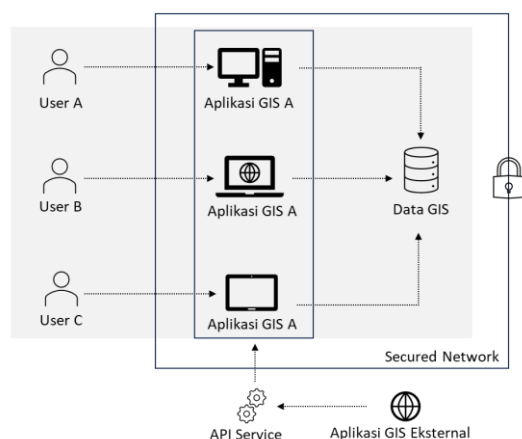 User A
Aplikasi GIS A
User B
Aplikasi GIS A
Data GIS
User C
Aplikasi GIS A
Secured Network
API Service
Aplikasi GIS Eksternal